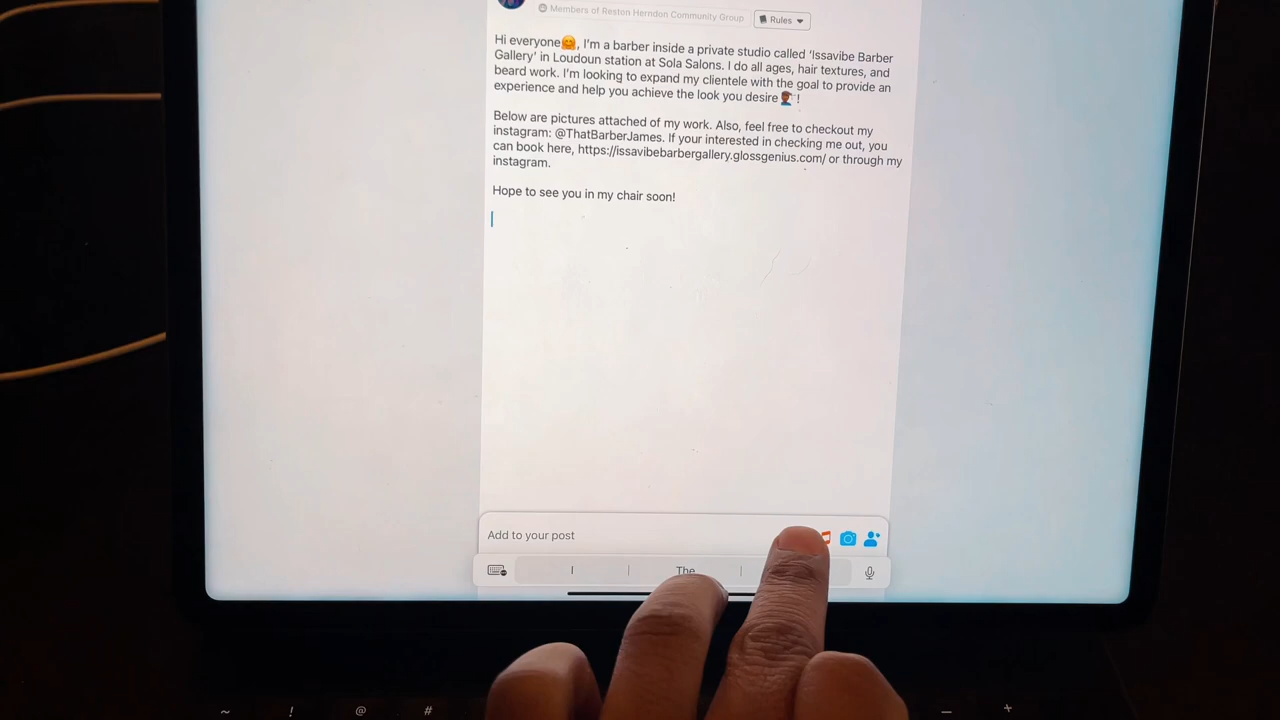 Members of Reston Herndon Community Group
Rules
Hi everyone🤗, I'm a barber inside a private studio called 'Issavibe Barber
Gallery' in Loudoun station at Sola Salons. I do all ages, hair textures, and
beard work. I'm looking to expand my clientele with the goal to provide an
experience and help you achieve the look you desire💇🏾‍♂️!
Below are pictures attached of my work. Also, feel free to checkout my
instagram: @ThatBarberJames. If your interested in checking me out, you
can book here, https://issavibebarbergallery.glossgenius.com/ or through my
instagram.
Hope to see you in my chair soon!
Add to your post
I
The
~ ! @ # – +